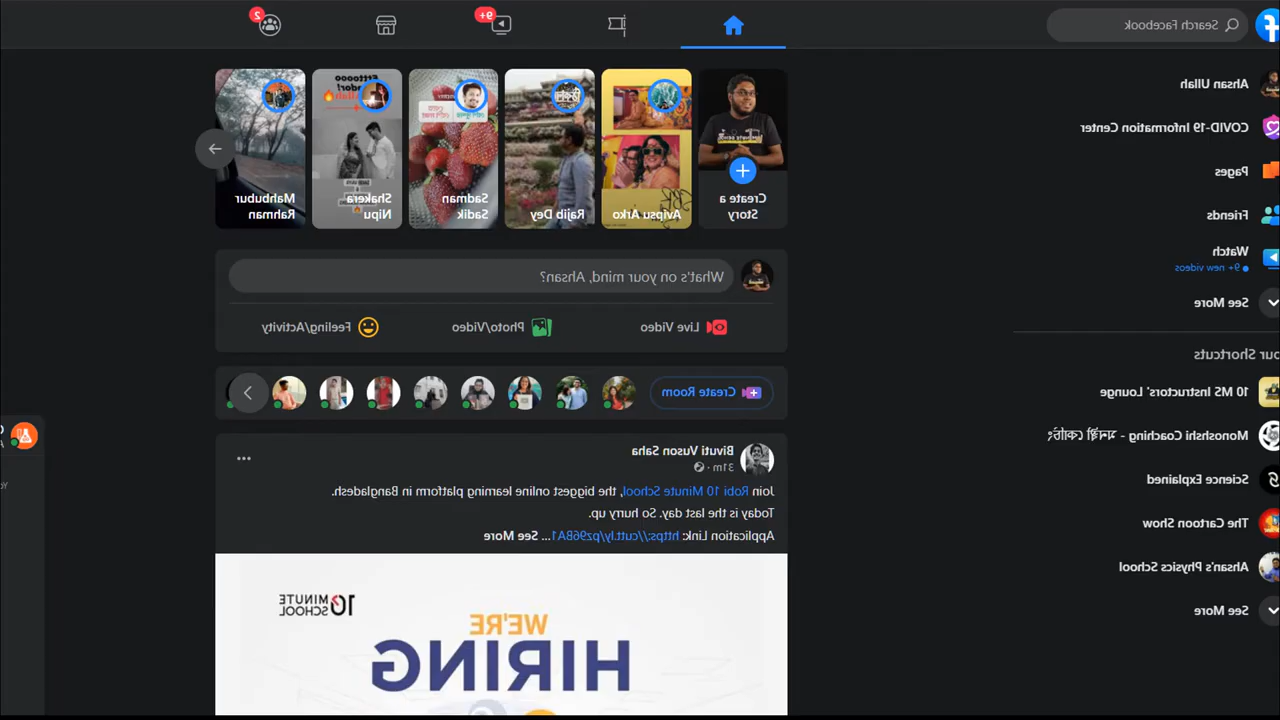 Search Facebook
9+
2
Ahsan Ullah
COVID-19 Information Center
Pages
Friends
Watch
9+ new videos
See More
our Shortcuts
10 MS Instructors' Lounge
Monoshshi Coaching - মনস্বী কোচিং
Science Explained
The Cartoon Show
Ahsan's Physics School
See More
Create a
Story
Avipsu Arko
Rajib Dey
Sadman
Sadik
Shakera
Nipu
Mahbubur
Rahman
What's on your mind, Ahsan?
Live Video
Photo/Video
Feeling/Activity
Create Room
Bivuti Vuson Saha
31m
Join Robi 10 Minute School, the biggest online learning platform in Bangladesh.
Today is the last day. So hurry up.
Application Link: https://cutt.ly/pz96BA1... See More
10 MINUTE
SCHOOL
WE'RE
HIRING